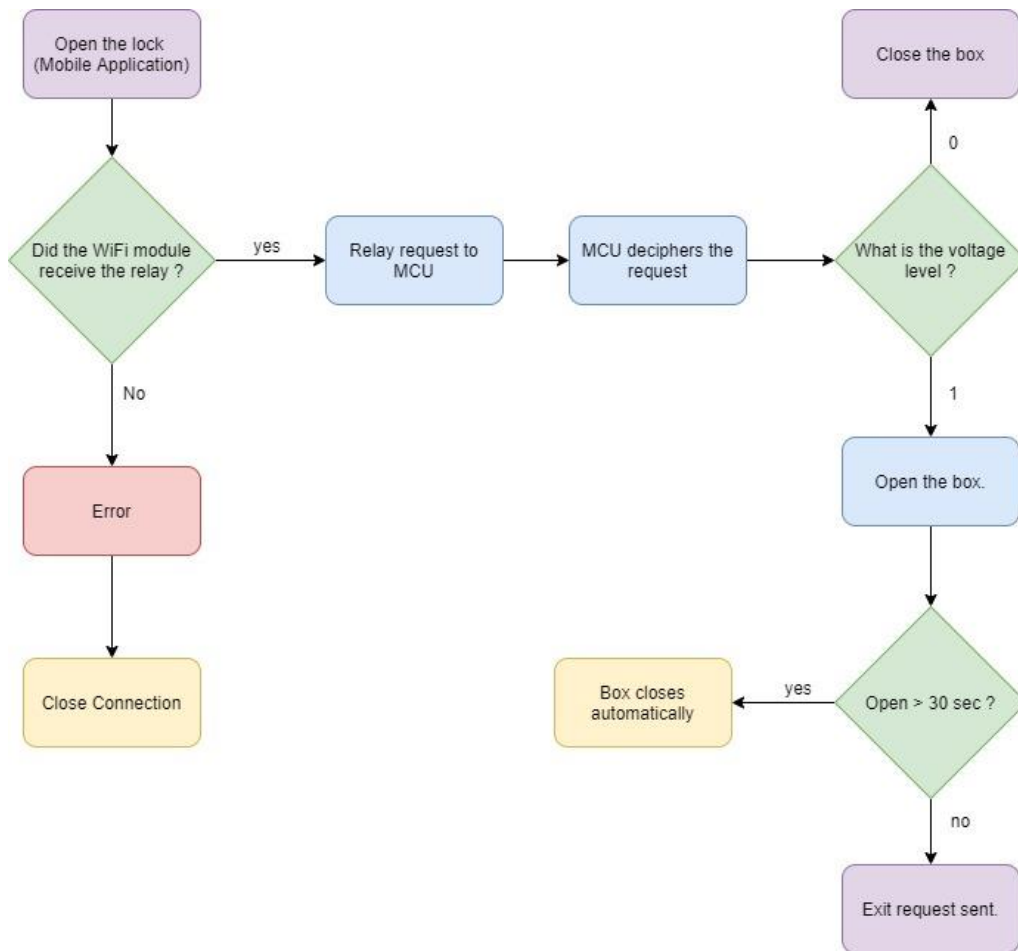 Open the lock
(Mobile Application)
Close the box
0
Did the WiFi module
receive the relay ?
yes
Relay request to
MCU
MCU deciphers the
request
What is the voltage
level ?
No
1
Error
Open the box.
Close Connection
Box closes
automatically
yes
Open > 30 sec ?
no
Exit request sent.